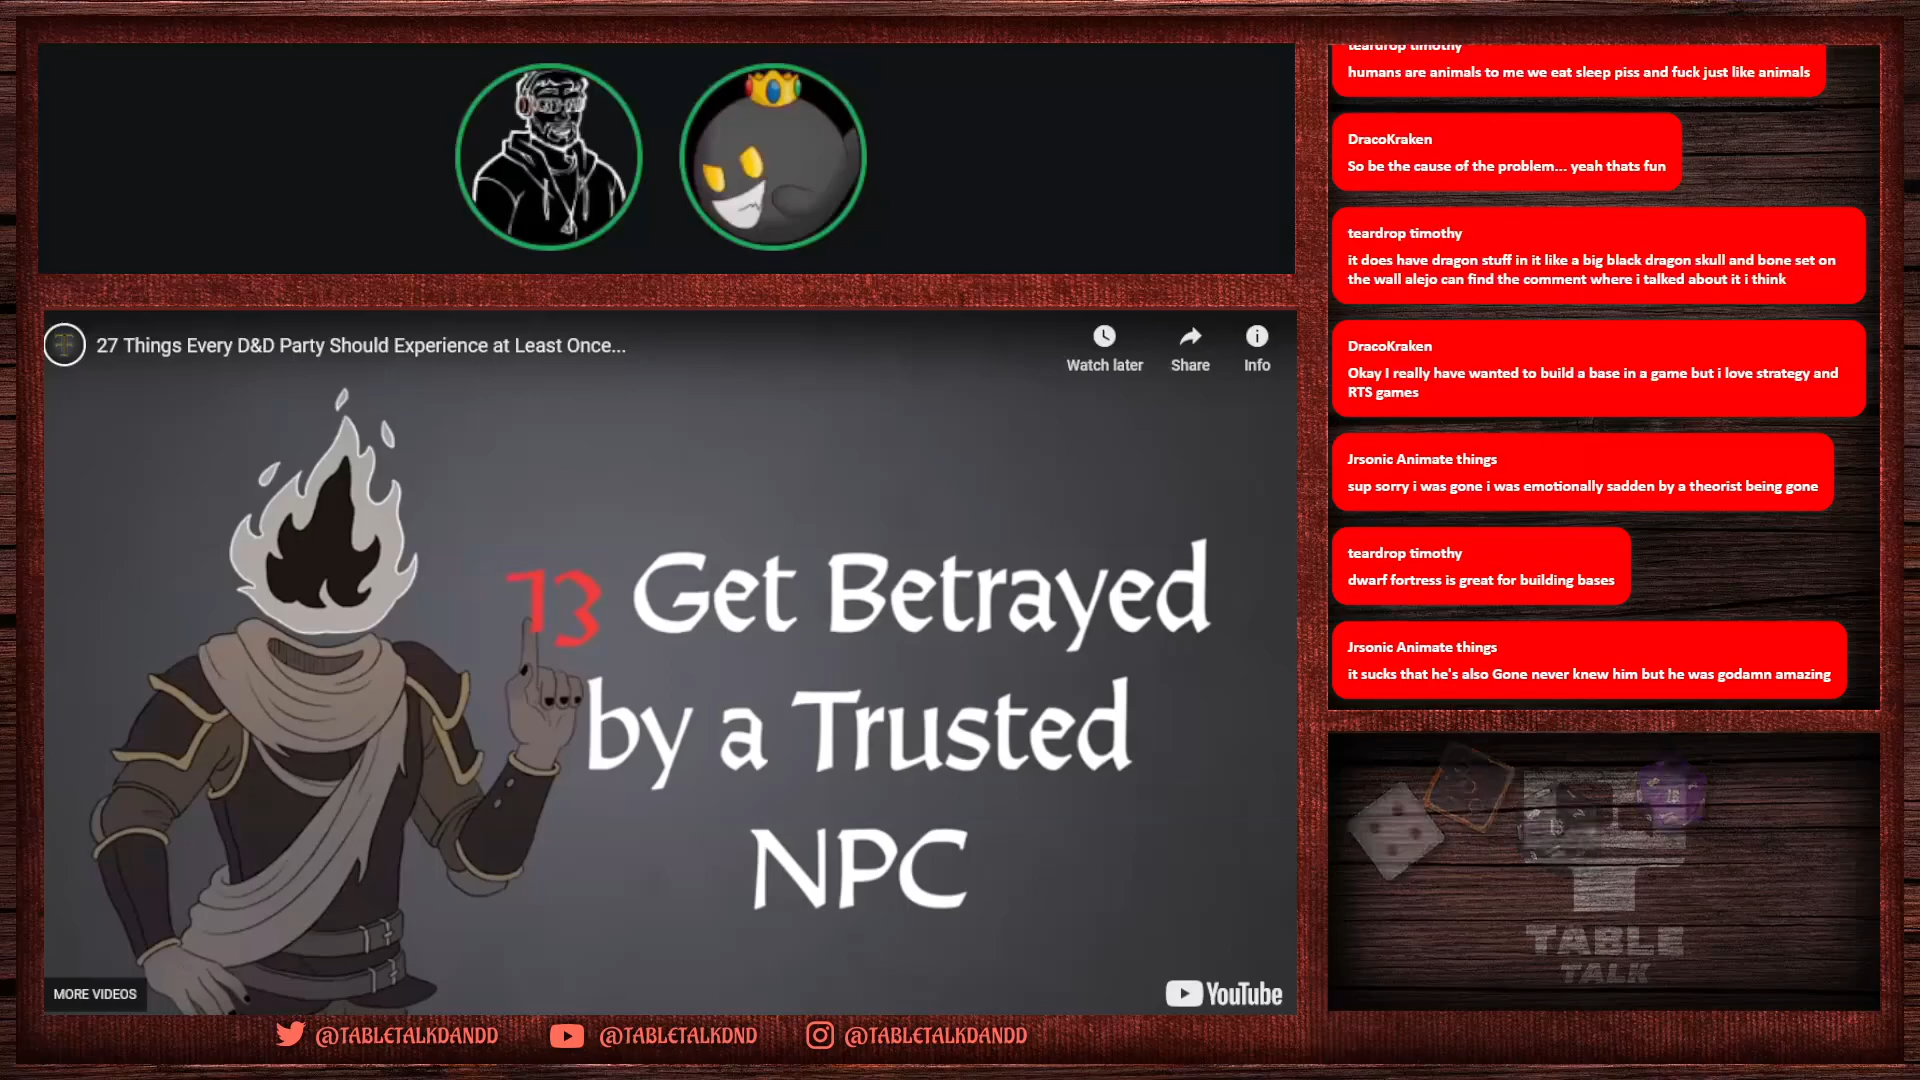 27 Things Every D&D Party Should Experience at Least Once...
Watch later
Share
Info
13 Get Betrayed
by a Trusted
NPC
MORE VIDEOS
YouTube
@TABLETALKDANDD
@TABLETALKDND
@TABLETALKDANDD
teardrop timothy
humans are animals to me we eat sleep piss and fuck just like animals
DracoKraken
So be the cause of the problem... yeah thats fun
teardrop timothy
it does have dragon stuff in it like a big black dragon skull and bone set on
the wall alejo can find the comment where i talked about it i think
DracoKraken
Okay I really have wanted to build a base in a game but i love strategy and
RTS games
Jrsonic Animate things
sup sorry i was gone i was emotionally sadden by a theorist being gone
teardrop timothy
dwarf fortress is great for building bases
Jrsonic Animate things
it sucks that he's also Gone never knew him but he was godamn amazing
TABLE
TALK